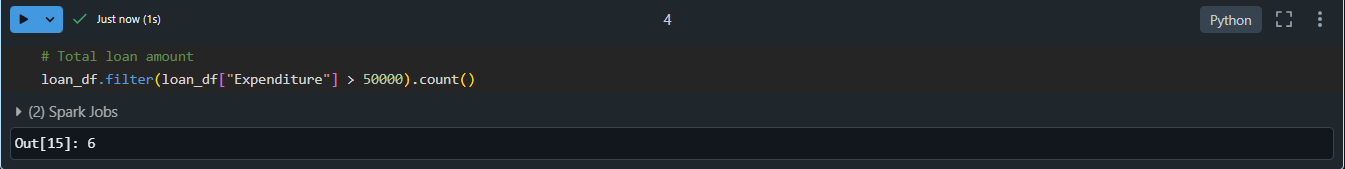 Just now (1s)
4
Python
# Total loan amount
loan_df.filter(loan_df["Expenditure"] > 50000).count()
(2) Spark Jobs
Out[15]: 6